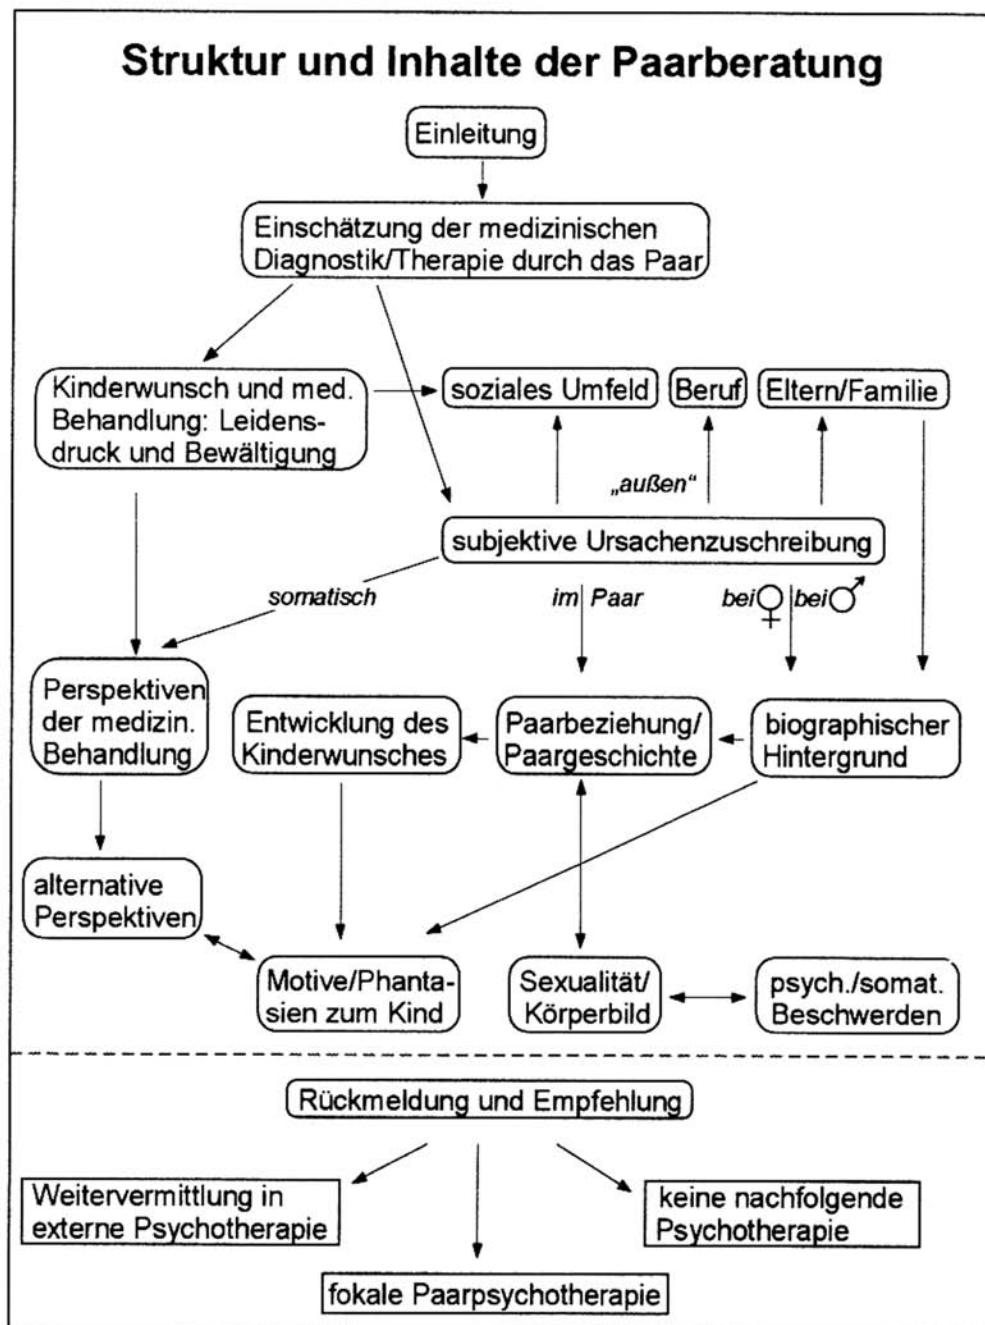 Struktur und Inhalte der Paarberatung
Einleitung
Einschätzung der medizinischen
Diagnostik/Therapie durch das Paar
Kinderwunsch und med.
Behandlung: Leidens-
druck und Bewältigung
soziales Umfeld
Beruf
Eltern/Familie
„außen“
subjektive Ursachenzuschreibung
somatisch
im Paar
bei♀ bei♂
Perspektiven
der medizin.
Behandlung
Entwicklung des
Kinderwunsches
Paarbeziehung/
Paargeschichte
biographischer
Hintergrund
alternative
Perspektiven
Motive/Phanta-
sien zum Kind
Sexualität/
Körperbild
psych./somat.
Beschwerden
Rückmeldung und Empfehlung
Weitervermittlung in
externe Psychotherapie
keine nachfolgende
Psychotherapie
fokale Paarpsychotherapie